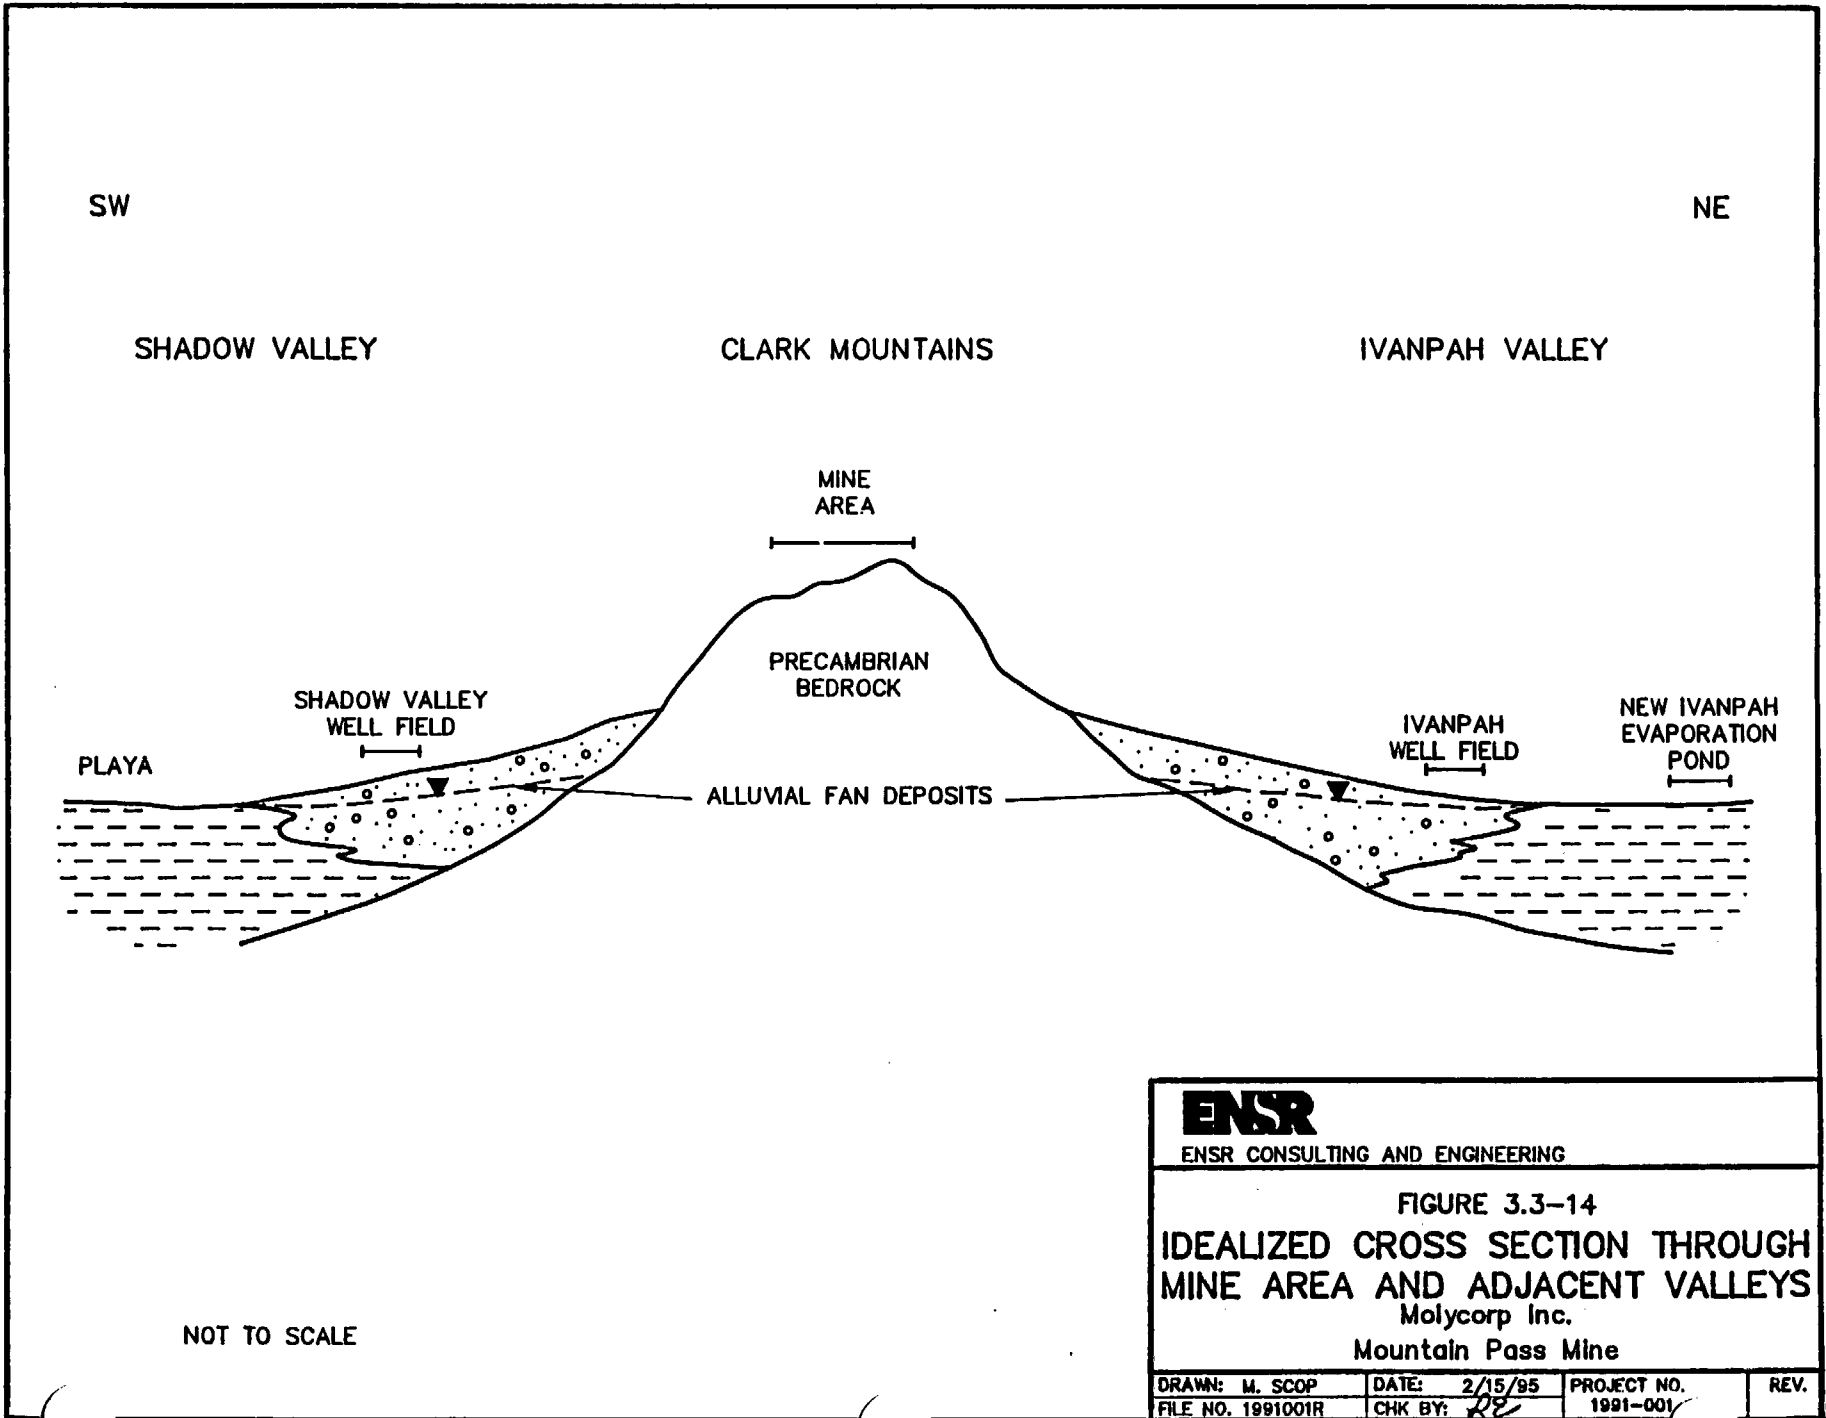 SW
NE
SHADOW VALLEY
CLARK MOUNTAINS
IVANPAH VALLEY
MINE
AREA
PRECAMBRIAN
BEDROCK
SHADOW VALLEY
WELL FIELD
PLAYA
ALLUVIAL FAN DEPOSITS
IVANPAH
WELL FIELD
NEW IVANPAH
EVAPORATION
POND
NOT TO SCALE
ENSR
ENSR CONSULTING AND ENGINEERING
FIGURE 3.3-14
IDEALIZED CROSS SECTION THROUGH
MINE AREA AND ADJACENT VALLEYS
Molycorp Inc.
Mountain Pass Mine
DRAWN: M. SCOP
DATE: 2/15/95
PROJECT NO.
1991-001
REV.
FILE NO. 1991001R
CHK BY: